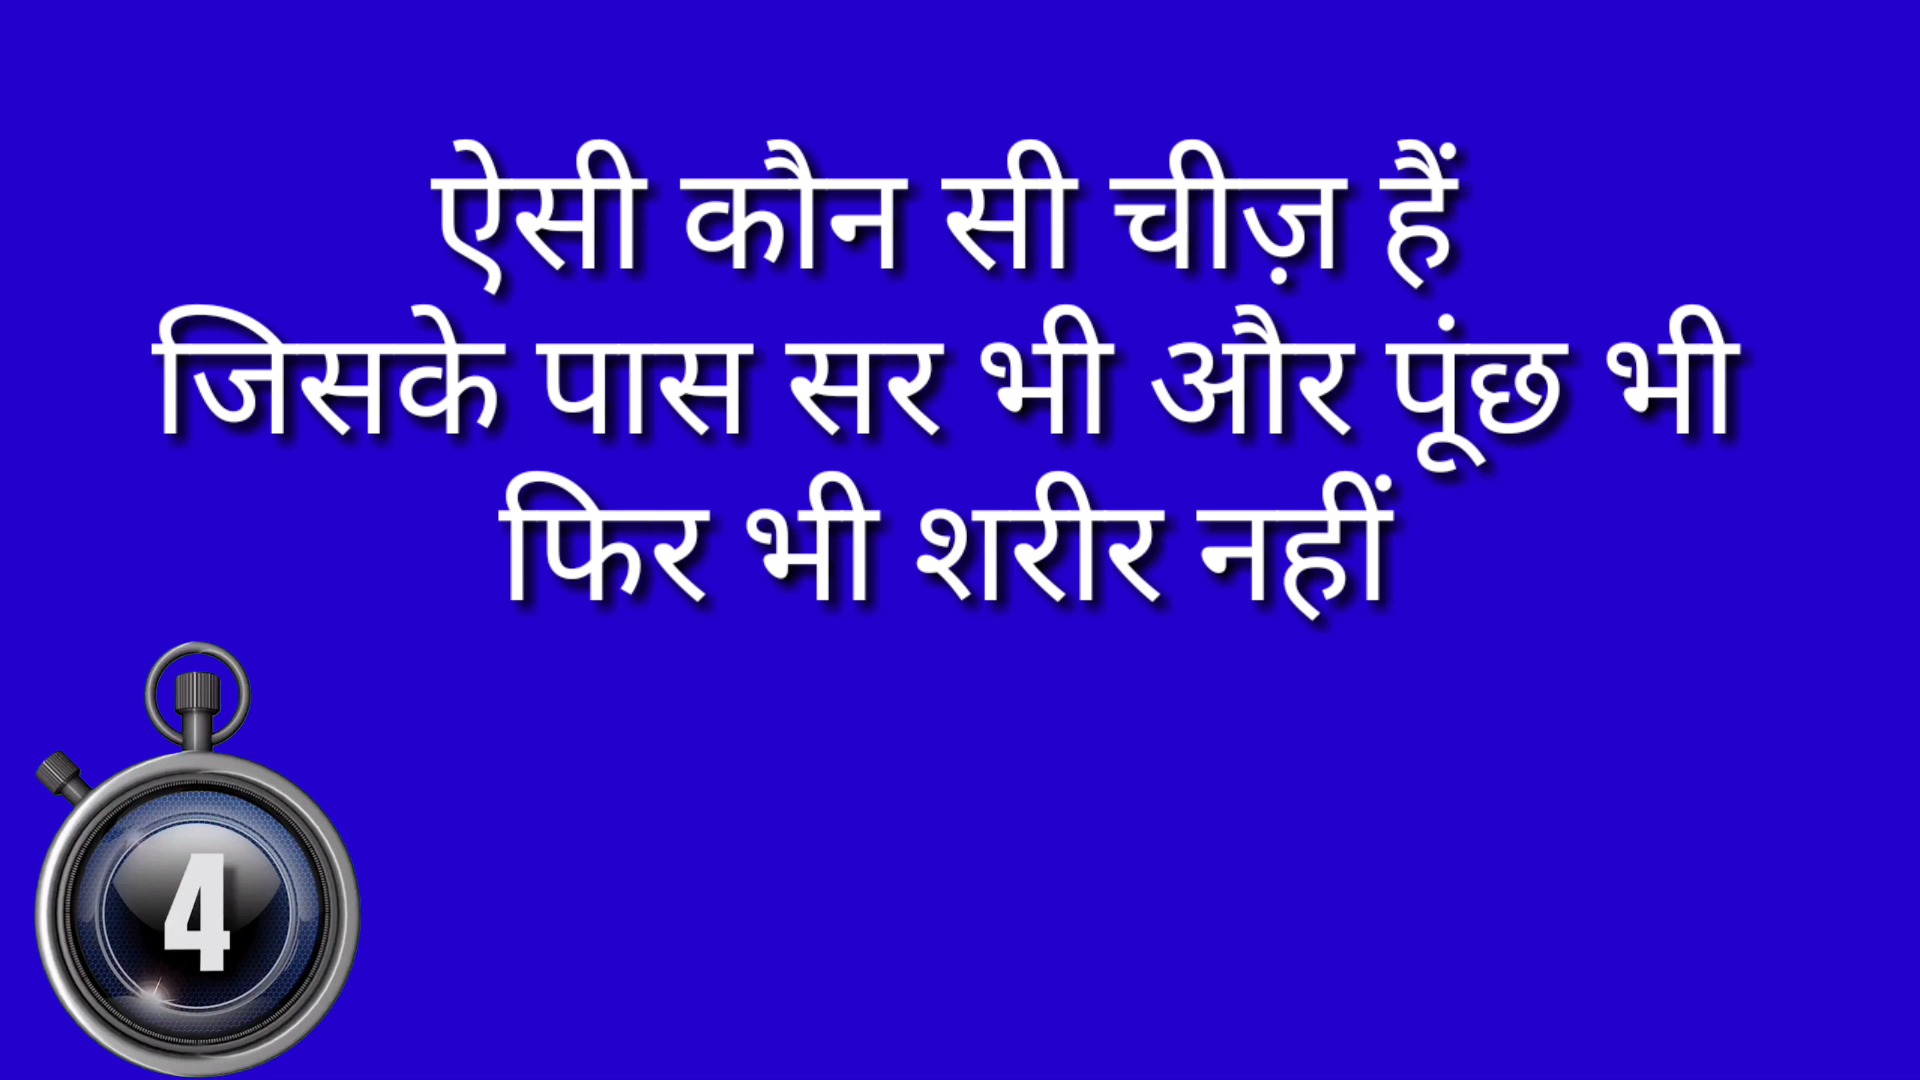 ऐसी कौन सी चीज़ हैं
जिसके पास सर भी और पूंछ भी
फिर भी शरीर नहीं
4